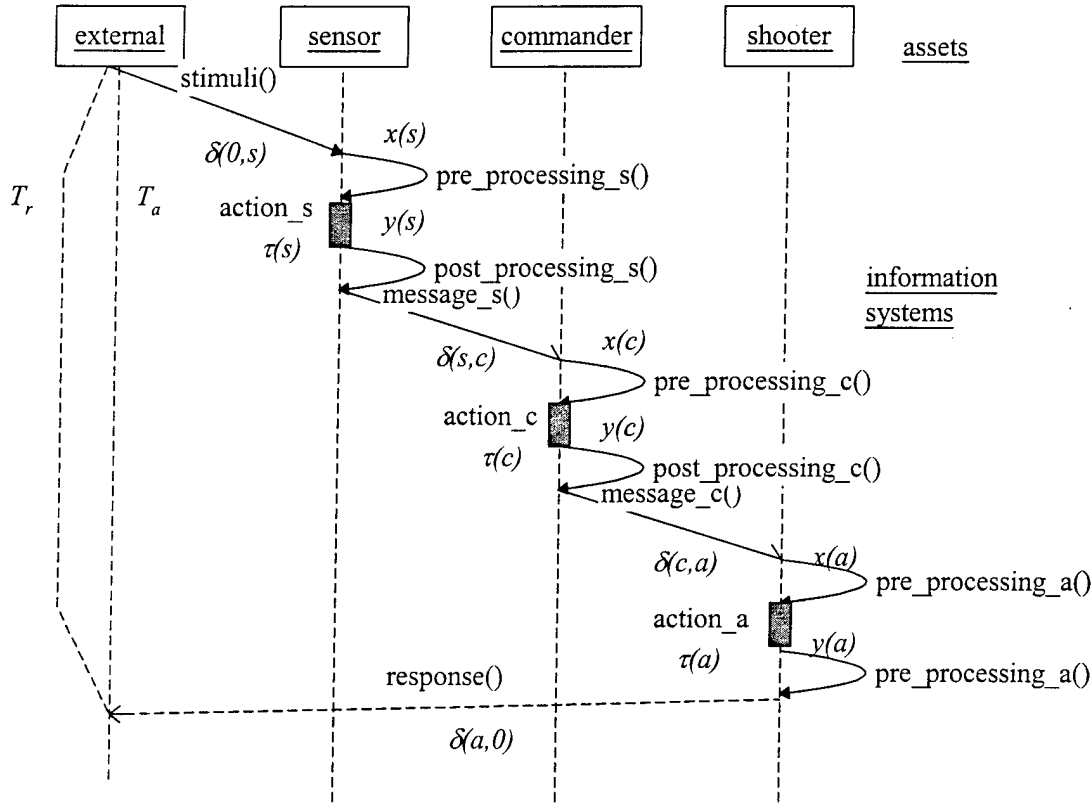 external sensor commander shooter assets
stimuli()
x(s)
δ(0,s)
pre_processing_s()
T_r T_a
action_s y(s)
τ(s)
post_processing_s()
message_s()
information
systems
x(c)
δ(s,c)
pre_processing_c()
action_c y(c)
τ(c)
post_processing_c()
message_c()
x(a)
δ(c,a)
pre_processing_a()
action_a
y(a)
τ(a)
response() pre_processing_a()
δ(a,0)